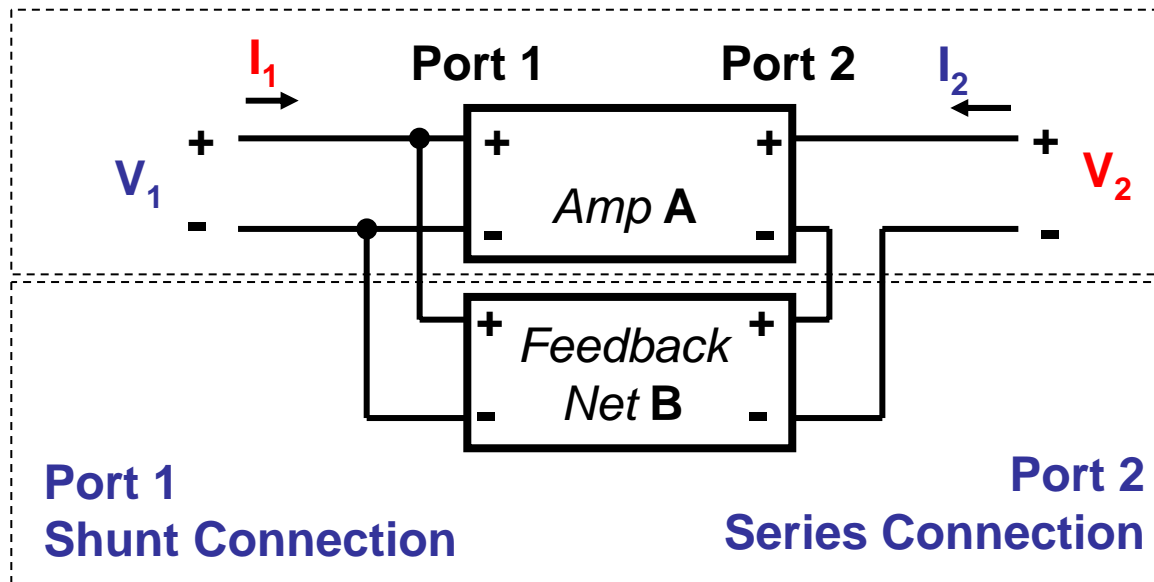 I₁
Port 1
Port 2
I₂
+
+
+
+
V₁
V₂
Amp A
-
-
-
-
+
+
Feedback
Net B
-
-
Port 1
Shunt Connection
Port 2
Series Connection